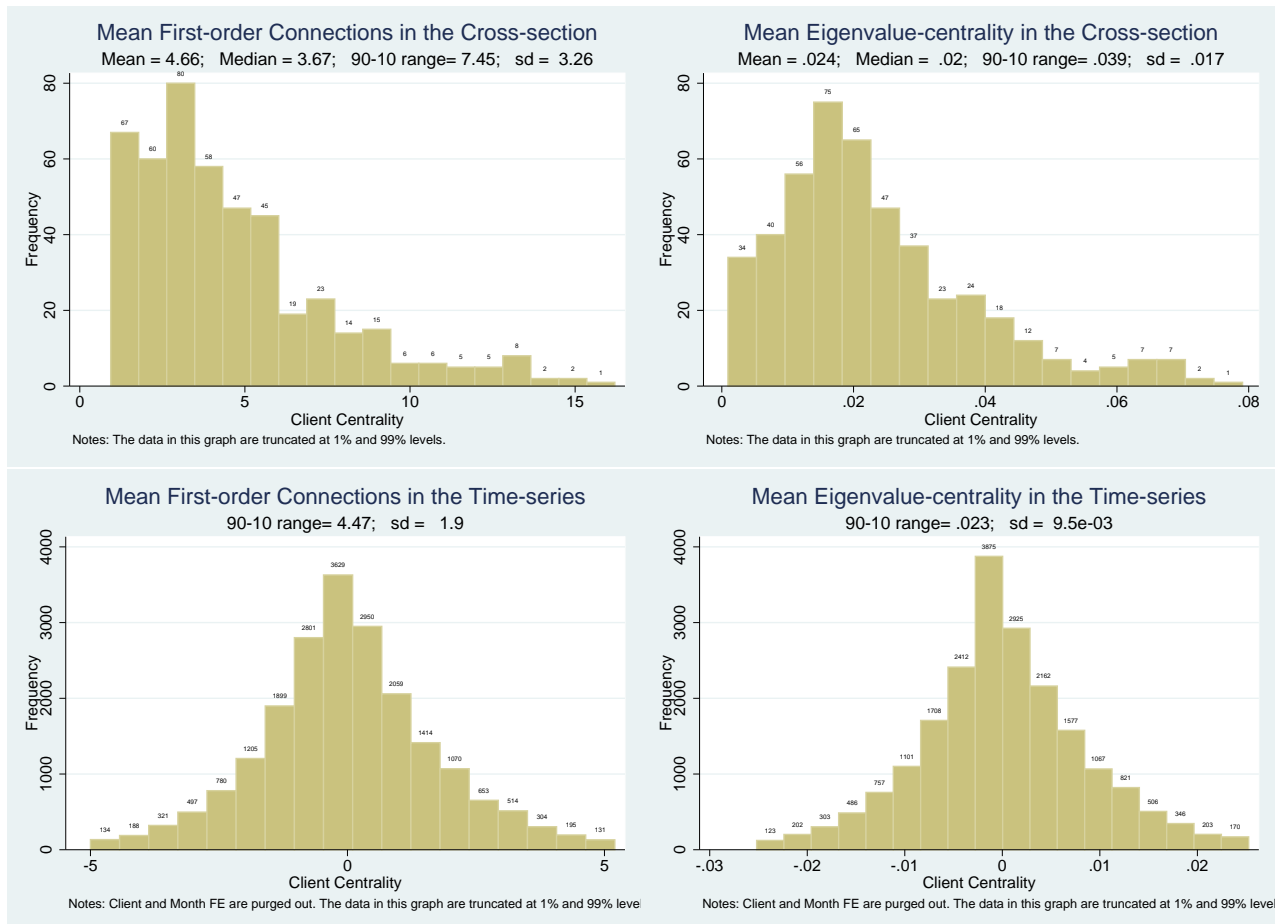 Mean First-order Connections in the Cross-section
Mean = 4.66; Median = 3.67; 90-10 range= 7.45; sd = 3.26
Frequency
0 20 40 60 80
67 60 80 58 47 45 19 23 14 15 6 6 5 5 8 2 2 1
0 5 10 15
Client Centrality
Notes: The data in this graph are truncated at 1% and 99% levels.
Mean Eigenvalue-centrality in the Cross-section
Mean = .024; Median = .02; 90-10 range= .039; sd = .017
Frequency
0 20 40 60 80
34 40 56 75 65 47 37 23 24 18 12 7 4 5 7 7 2 1
0 .02 .04 .06 .08
Client Centrality
Notes: The data in this graph are truncated at 1% and 99% levels.
Mean First-order Connections in the Time-series
90-10 range= 4.47; sd = 1.9
Frequency
0 1000 2000 3000 4000
134 188 321 497 780 1205 1899 2801 3629 2950 2059 1414 1070 653 514 304 195 131
-5 0 5
Client Centrality
Notes: Client and Month FE are purged out. The data in this graph are truncated at 1% and 99% level
Mean Eigenvalue-centrality in the Time-series
90-10 range= .023; sd = 9.5e-03
Frequency
0 1000 2000 3000 4000
123 202 303 486 757 1101 1708 2412 3875 2925 2162 1577 1067 821 506 346 203 170
-.03 -.02 -.01 0 .01 .02
Client Centrality
Notes: Client and Month FE are purged out. The data in this graph are truncated at 1% and 99% level